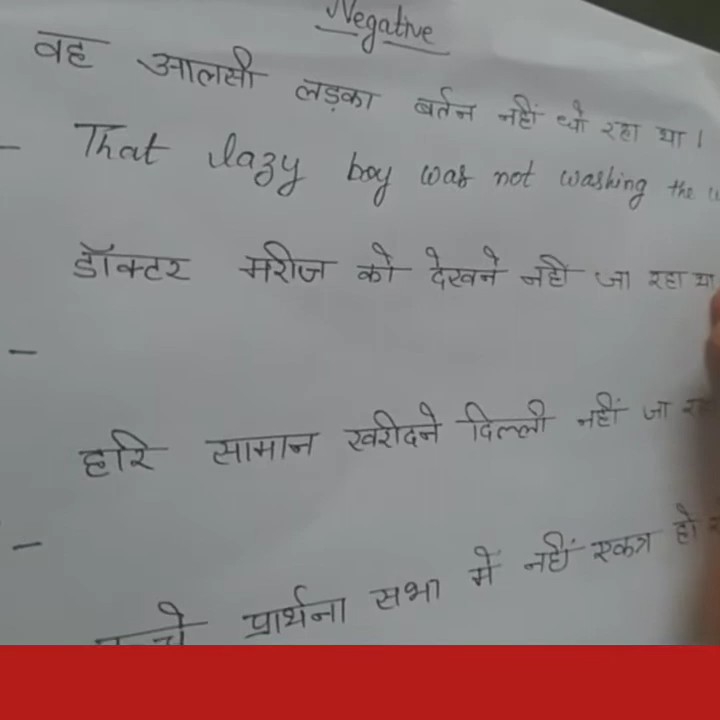 Negative
वह आलसी लड़का बर्तन नहीं धो रहा था।
- That lazy boy was not washing the
डॉक्टर मरीज को देखने नही जा रहा था
-
हरि सामान खरीदने दिल्ली नहीं जा
-
प्रार्थना सभा में नहीं एकत्र हो